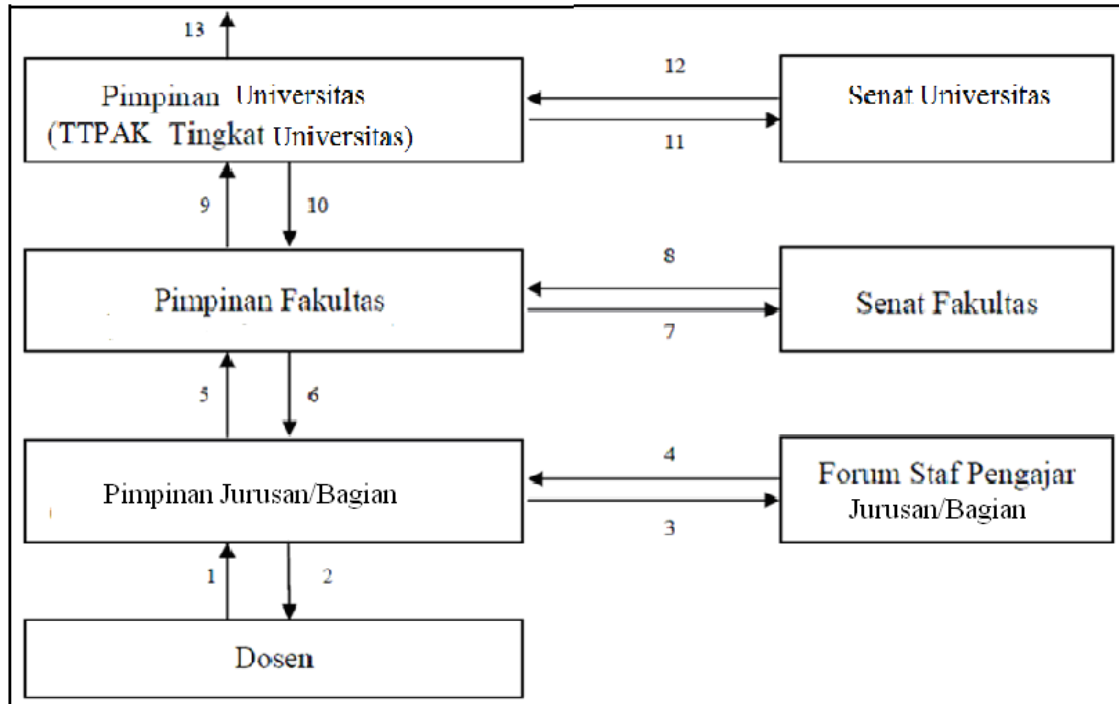 13
Pimpinan Universitas
(TTPAK Tingkat Universitas)
12
11
Senat Universitas
9
10
Pimpinan Fakultas
8
7
Senat Fakultas
5
6
Pimpinan Jurusan/Bagian
4
3
Forum Staf Pengajar
Jurusan/Bagian
1
2
Dosen